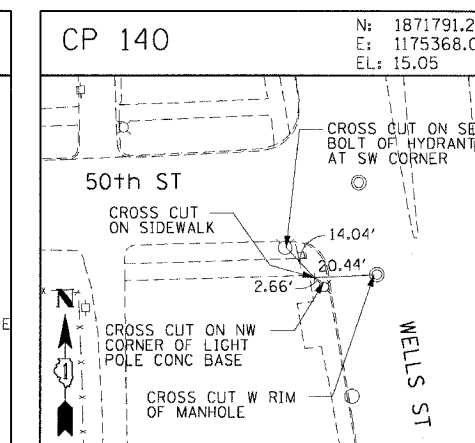 CP 140
N: 1871791.2
E: 1175368.0
EL: 15.05
CROSS CUT ON SE
BOLT OF HYDRANT
AT SW CORNER
50th ST
CROSS CUT
ON SIDEWALK
14.04'
20.44'
2.66'
N
1
E
CROSS CUT ON NW
CORNER OF LIGHT
POLE CONC BASE
WELLS ST
CROSS CUT W RIM
OF MANHOLE